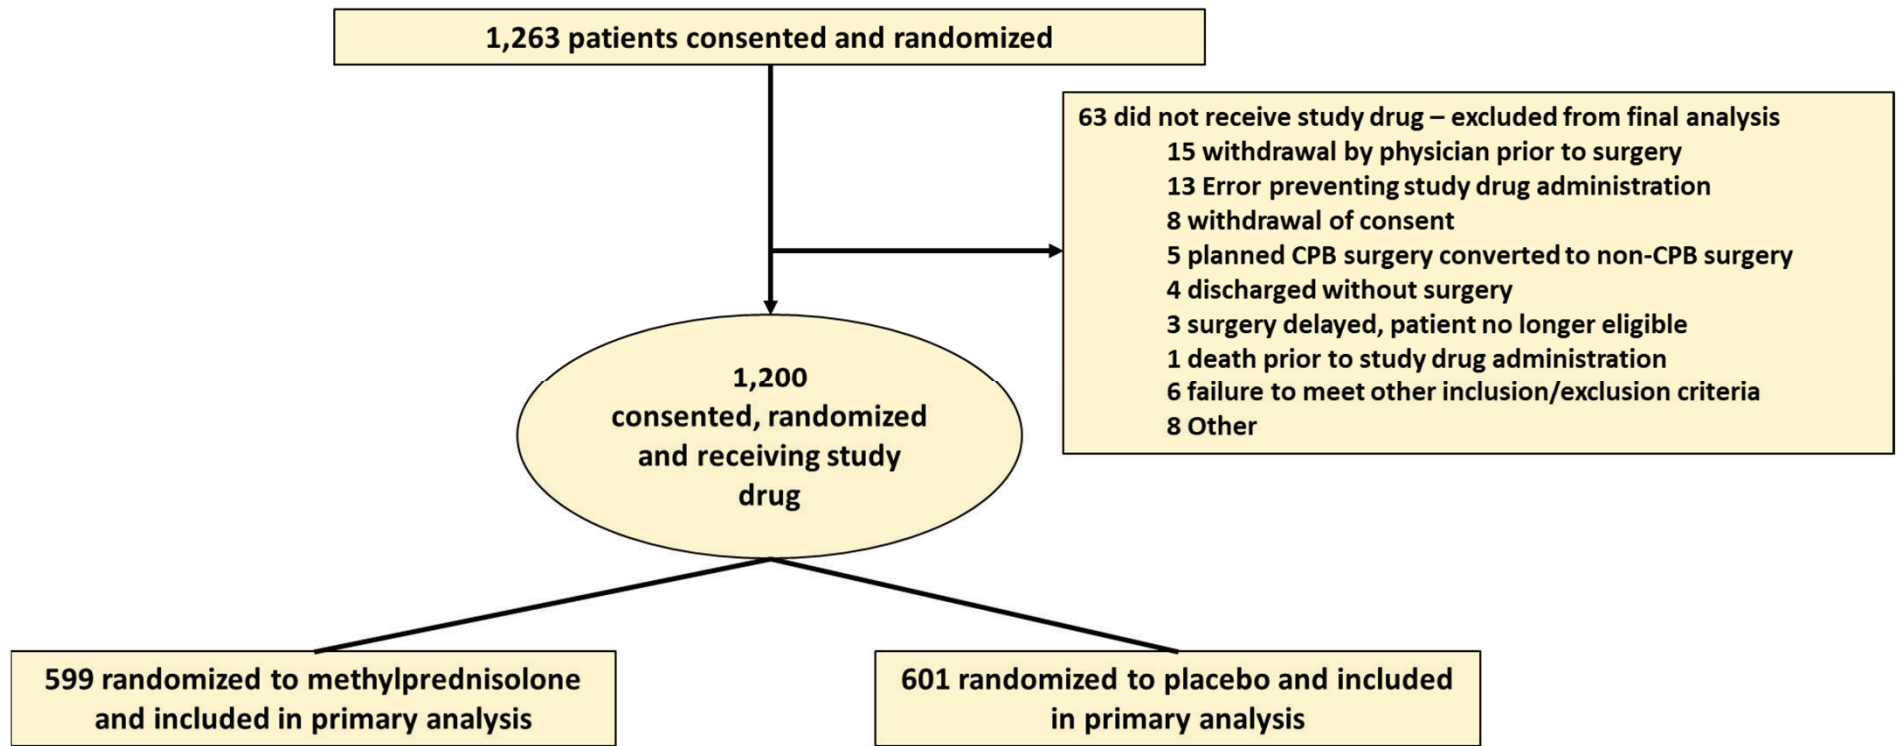 1,263 patients consented and randomized
63 did not receive study drug – excluded from final analysis
15 withdrawal by physician prior to surgery
13 Error preventing study drug administration
8 withdrawal of consent
5 planned CPB surgery converted to non-CPB surgery
4 discharged without surgery
3 surgery delayed, patient no longer eligible
1 death prior to study drug administration
6 failure to meet other inclusion/exclusion criteria
8 Other
1,200
consented, randomized
and receiving study
drug
599 randomized to methylprednisolone
and included in primary analysis
601 randomized to placebo and included
in primary analysis